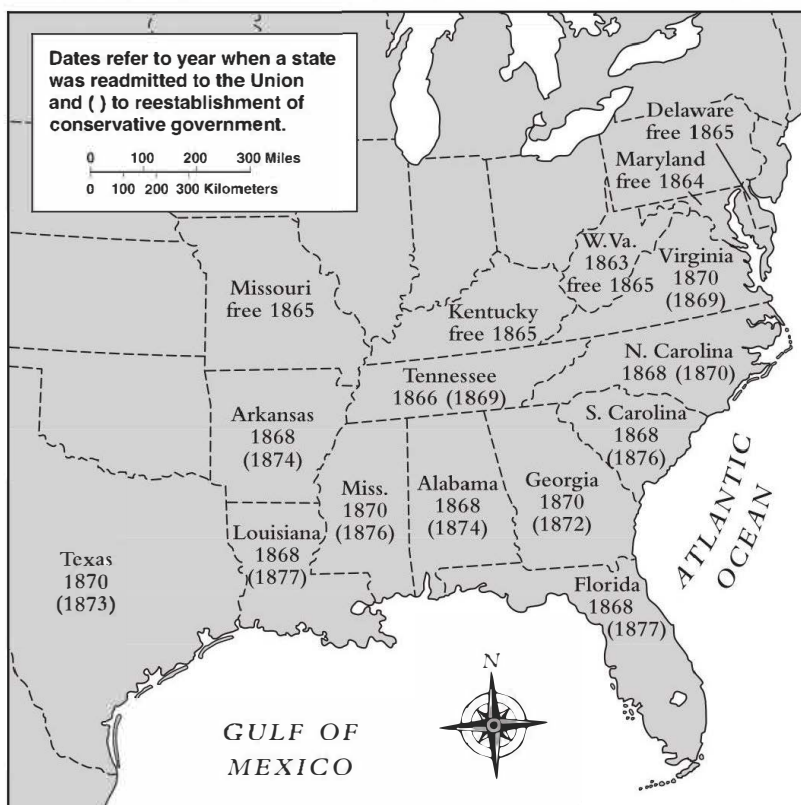 Dates refer to year when a state
was readmitted to the Union
and ( ) to reestablishment of
conservative government.
0 100 200 300 Miles
0 100 200 300 Kilometers
Delaware
free 1865
Maryland
free 1864
W.Va.
1863
free 1865
Virginia
1870
(1869)
Missouri
free 1865
Kentucky
free 1865
N. Carolina
1868 (1870)
Tennessee
1866 (1869)
Arkansas
1868
(1874)
S. Carolina
1868
(1876)
Miss.
1870
(1876)
Alabama
1868
(1874)
Georgia
1870
(1872)
Louisiana
1868
(1877)
Texas
1870
(1873)
Florida
1868
(1877)
ATLANTIC
OCEAN
N
GULF OF
MEXICO